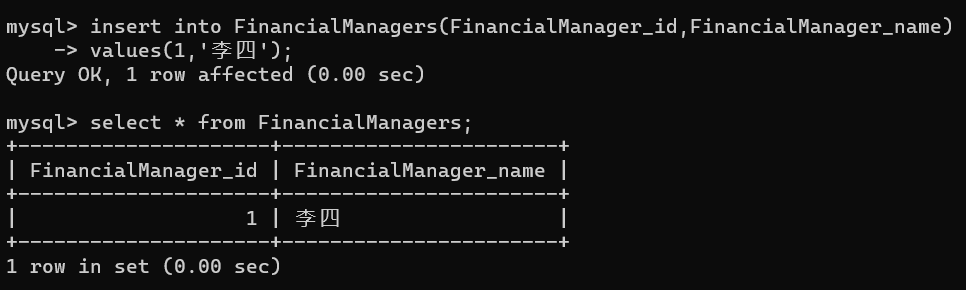 mysql> insert into FinancialManagers(FinancialManager_id,FinancialManager_name)
    -> values(1,'李四');
Query OK, 1 row affected (0.00 sec)

mysql> select * from FinancialManagers;
+---------------------+-----------------------+
| FinancialManager_id | FinancialManager_name |
+---------------------+-----------------------+
|                   1 | 李四                  |
+---------------------+-----------------------+
1 row in set (0.00 sec)